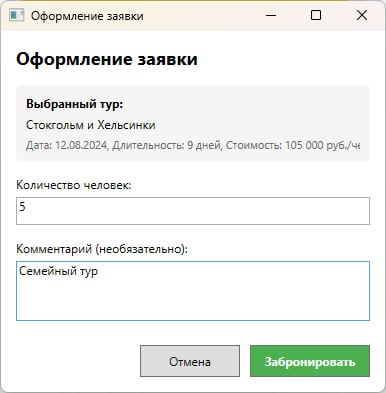 Оформление заявки
Оформление заявки
Выбранный тур:
Стокгольм и Хельсинки
Дата: 12.08.2024, Длительность: 9 дней, Стоимость: 105 000 руб./че
Количество человек:
5
Комментарий (необязательно):
Семейный тур
Отмена Забронировать